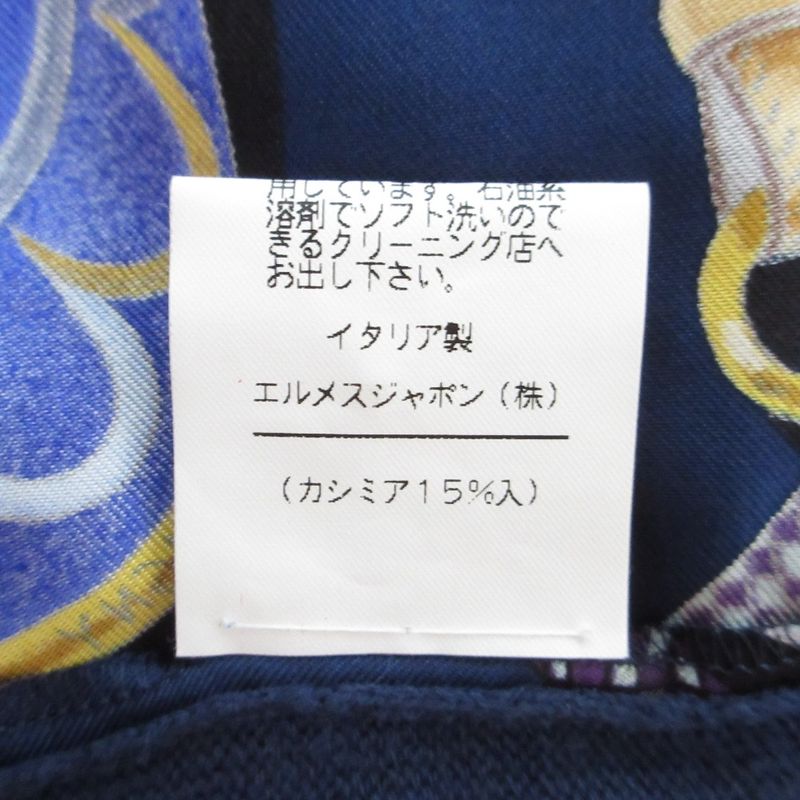 用しています。石油系
溶剤でソフト洗いので
きるクリーニング店へ
お出し下さい。
イタリア製
エルメスジャポン（株）
（カシミア１５％入）